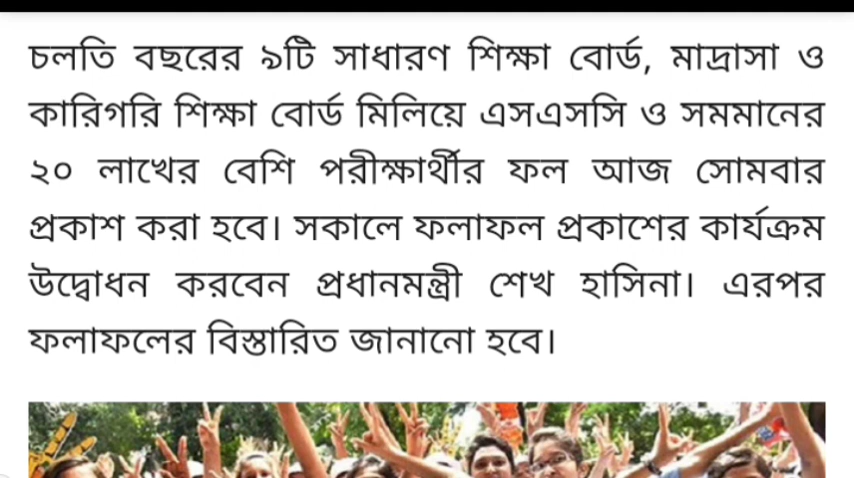 চলতি বছরের ৯টি সাধারণ শিক্ষা বোর্ড, মাদ্রাসা ও
কারিগরি শিক্ষা বোর্ড মিলিয়ে এসএসসি ও সমমানের
২০ লাখের বেশি পরীক্ষার্থীর ফল আজ সোমবার
প্রকাশ করা হবে। সকালে ফলাফল প্রকাশের কার্যক্রম
উদ্বোধন করবেন প্রধানমন্ত্রী শেখ হাসিনা। এরপর
ফলাফলের বিস্তারিত জানানো হবে।